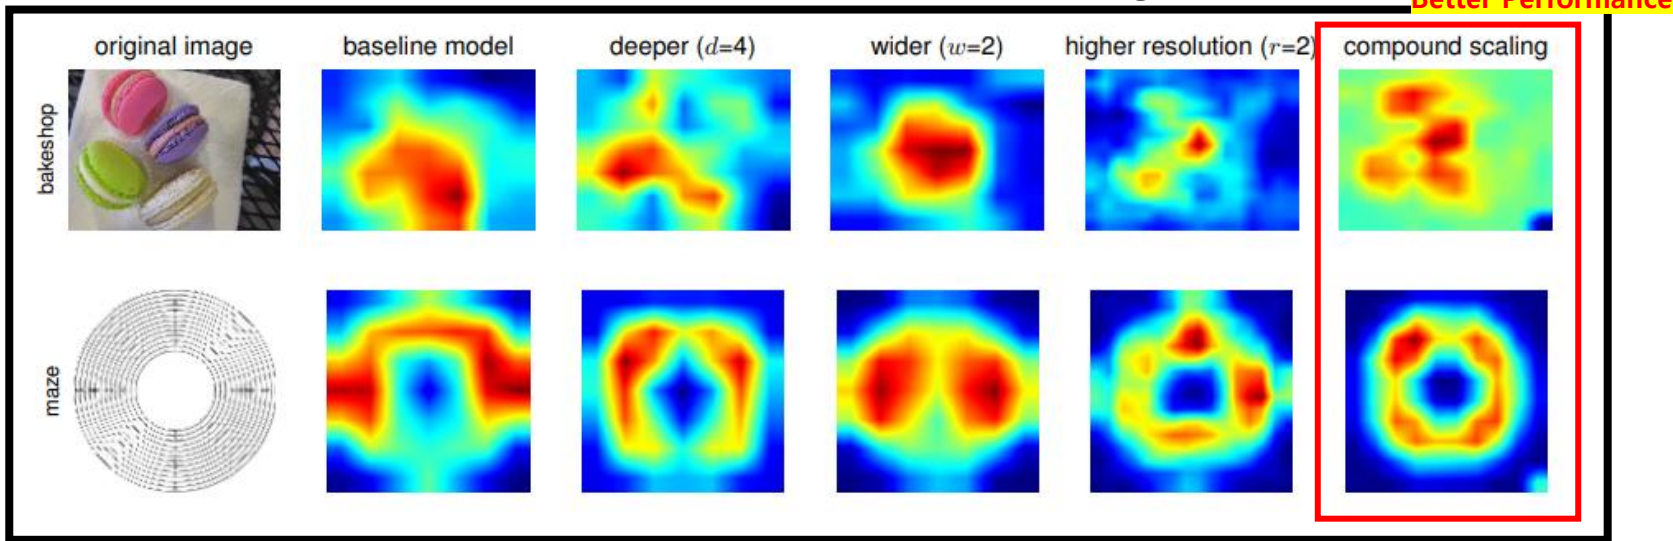 Better Performance
original image
baseline model
deeper (d=4)
wider (w=2)
higher resolution (r=2)
compound scaling
bakeshop
maze